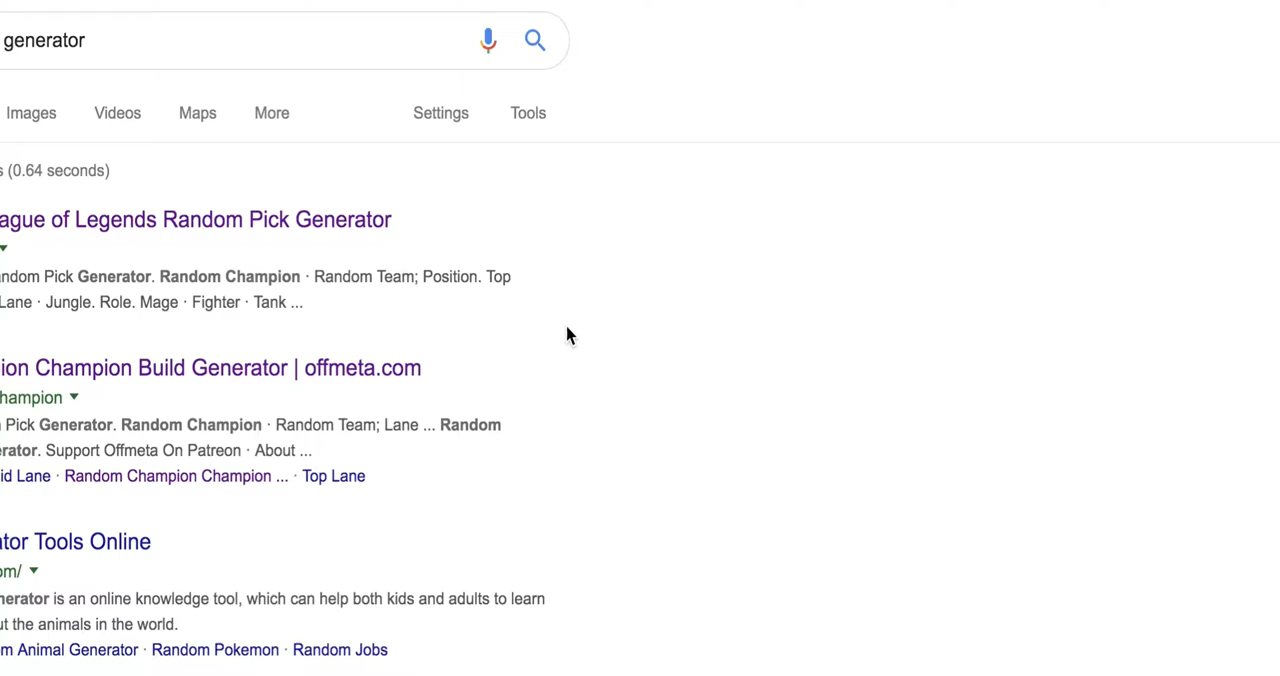 generator
Images Videos Maps More Settings Tools
s (0.64 seconds)
ague of Legends Random Pick Generator
ndom Pick Generator. Random Champion · Random Team; Position. Top
Lane · Jungle. Role. Mage · Fighter · Tank ...
ion Champion Build Generator | offmeta.com
hampion
Pick Generator. Random Champion · Random Team; Lane ... Random
erator. Support Offmeta On Patreon · About ...
id Lane · Random Champion Champion ... · Top Lane
ator Tools Online
om/
nerator is an online knowledge tool, which can help both kids and adults to learn
ut the animals in the world.
m Animal Generator · Random Pokemon · Random Jobs